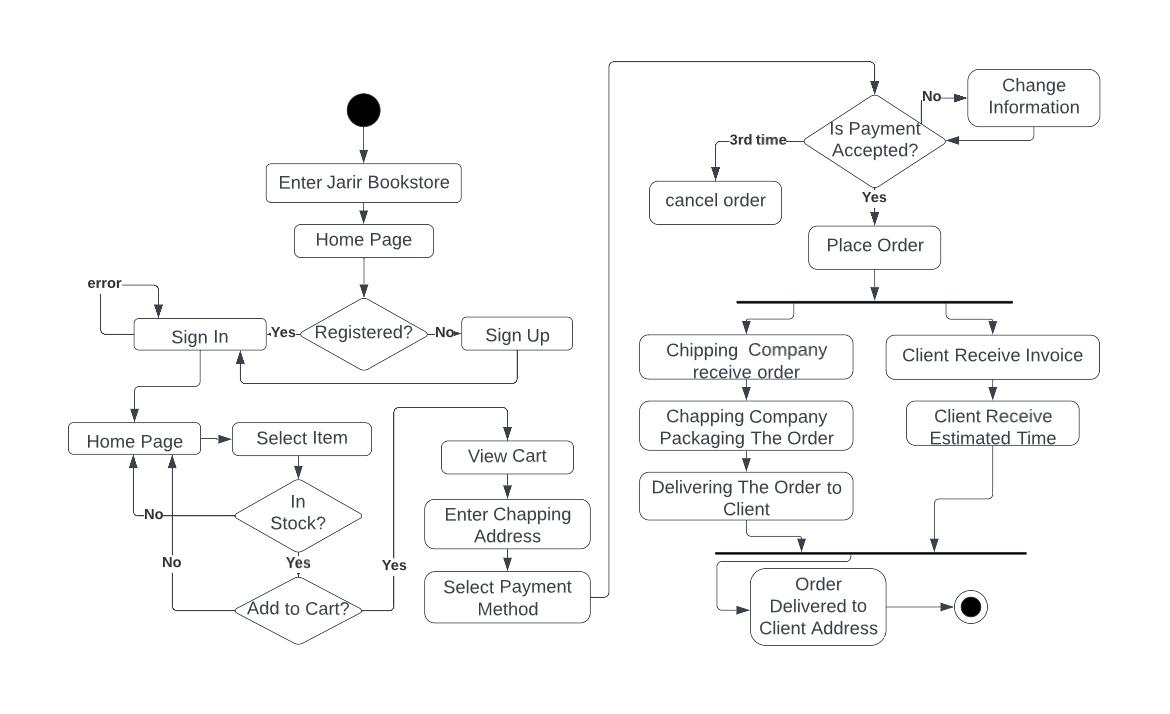 Enter Jarir Bookstore
Home Page
Registered?
Yes
No
Sign Up
error
Sign In
Home Page
Select Item
In
Stock?
No
Yes
Add to Cart?
No
Yes
View Cart
Enter Chapping
Address
Select Payment
Method
Is Payment
Accepted?
No
Change
Information
3rd time
cancel order
Yes
Place Order
Chipping Company
receive order
Chapping Company
Packaging The Order
Delivering The Order to
Client
Client Receive Invoice
Client Receive
Estimated Time
Order
Delivered to
Client Address